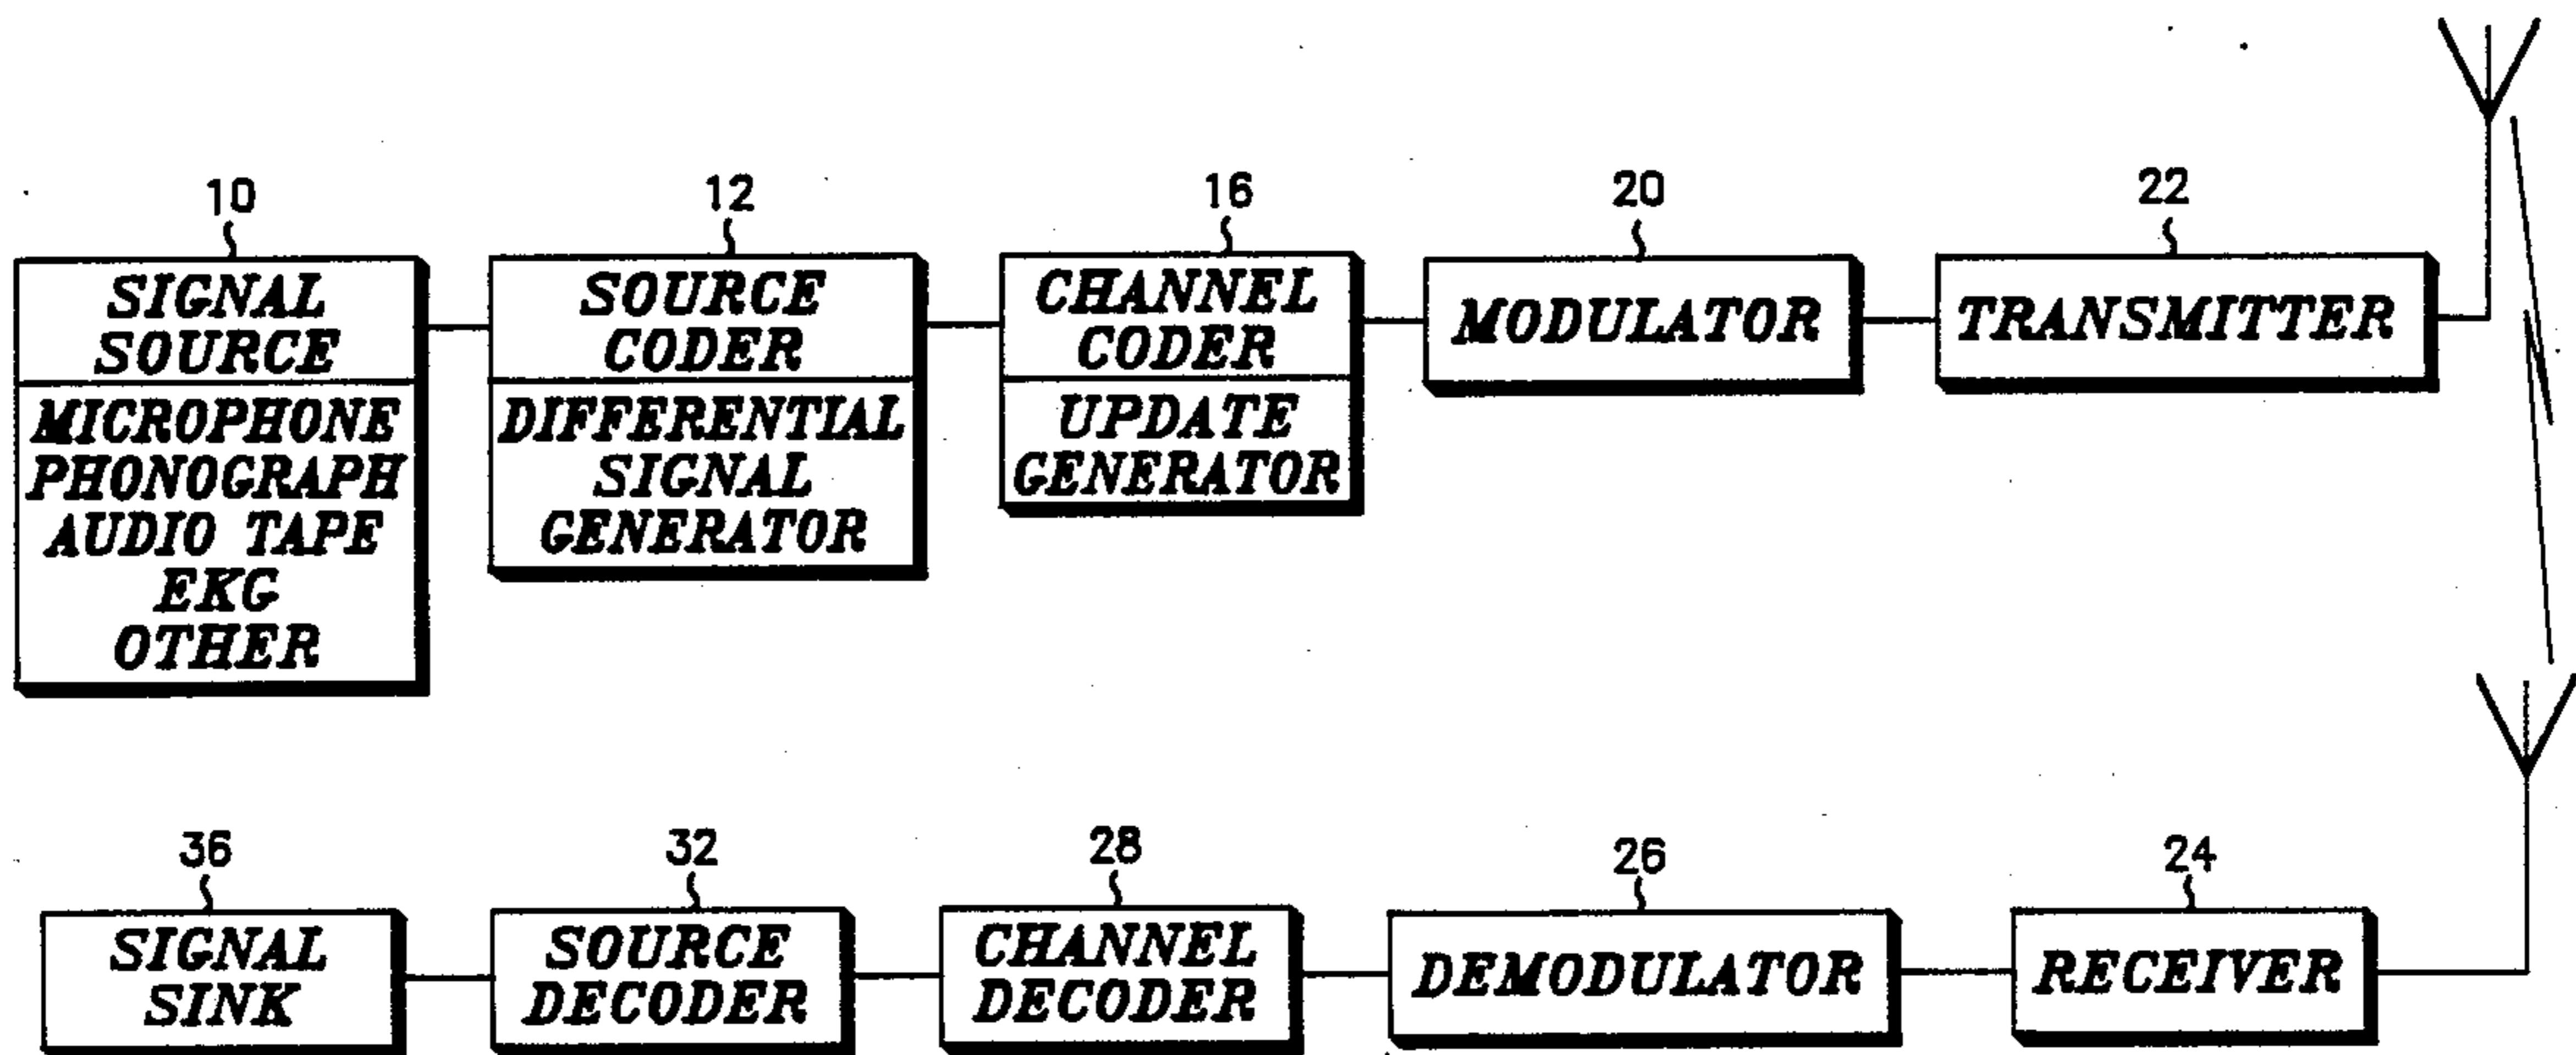 10
12
16
20
22
SIGNAL
SOURCE
MICROPHONE
PHONOGRAPH
AUDIO TAPE
EKG
OTHER
SOURCE
CODER
DIFFERENTIAL
SIGNAL
GENERATOR
CHANNEL
CODER
UPDATE
GENERATOR
MODULATOR
TRANSMITTER
36
32
28
26
24
SIGNAL
SINK
SOURCE
DECODER
CHANNEL
DECODER
DEMODULATOR
RECEIVER